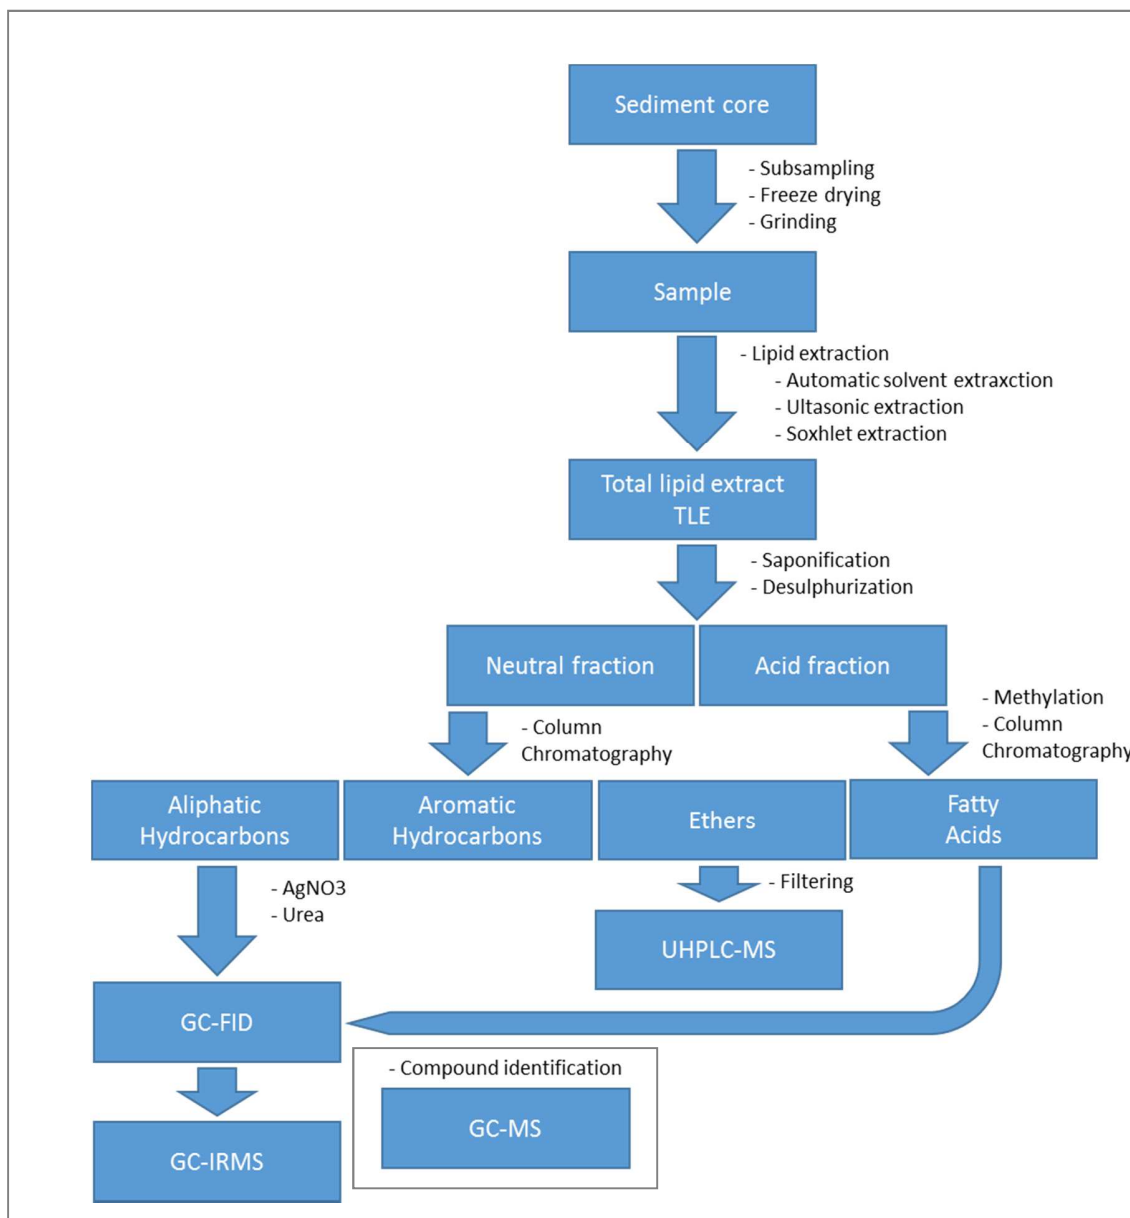 Sediment core
- Subsampling
- Freeze drying
- Grinding
Sample
- Lipid extraction
- Automatic solvent extraxction
- Ultasonic extraction
- Soxhlet extraction
Total lipid extract
TLE
- Saponification
- Desulphurization
Neutral fraction
Acid fraction
- Column
Chromatography
- Methylation
- Column
Chromatography
Aliphatic
Hydrocarbons
Aromatic
Hydrocarbons
Ethers
Fatty
Acids
- AgNO3
- Urea
- Filtering
UHPLC-MS
GC-FID
- Compound identification
GC-MS
GC-IRMS